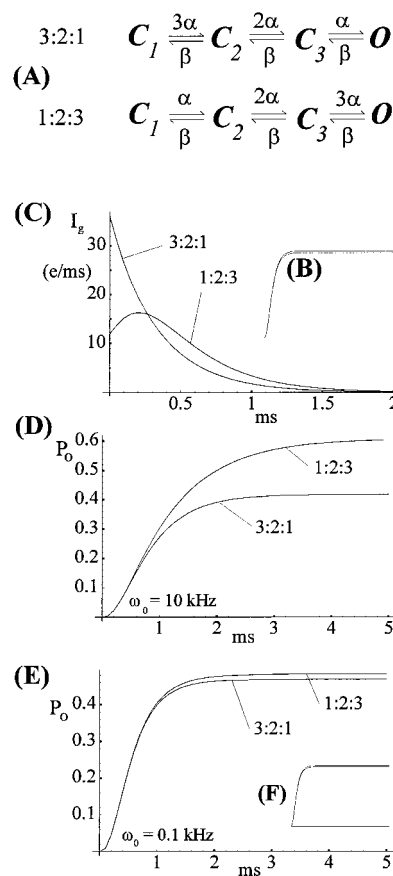 3:2:1 C1 3α β C2 2α β C3 α β O
(A)
1:2:3 C1 α β C2 2α β C3 3α β O
(C) Ig
3:2:1
30
(e/ms)
(B)
20
1:2:3
10
0.5 1 1.5 2
ms
(D)
Po 0.6
0.5
1:2:3
0.4
0.3
3:2:1
0.2
0.1
ω0 = 10 kHz
1 2 3 4 5
ms
(E)
Po 0.4
1:2:3
0.3
3:2:1
0.2
(F)
0.1
ω0 = 0.1 kHz
1 2 3 4 5
ms